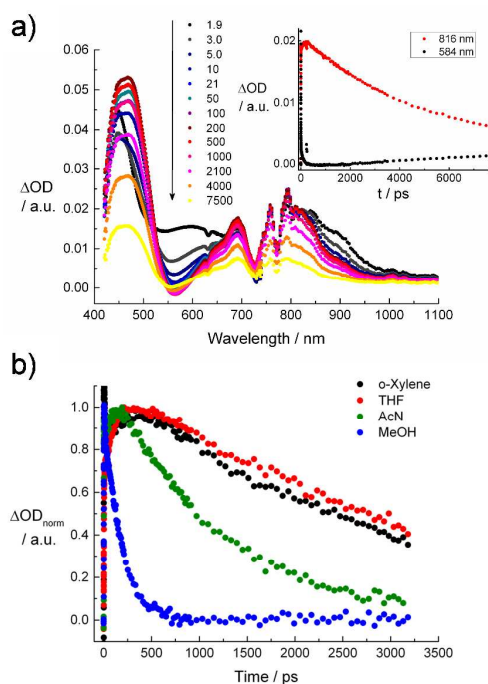 a)
0.06
0.05
0.04
0.03
0.02
0.01
0.00
ΔOD
/ a.u.
400 500 600 700 800 900 1000 1100
Wavelength / nm
1.9
3.0
5.0
10
21
50
100
200
500
1000
2100
4000
7500
0.02
0.01
0.00
ΔOD
/ a.u.
816 nm
584 nm
0 2000 4000 6000
t / ps
b)
1.0
0.8
0.6
0.4
0.2
0.0
ΔODnorm
/ a.u.
o-Xylene
THF
AcN
MeOH
0 500 1000 1500 2000 2500 3000 3500
Time / ps